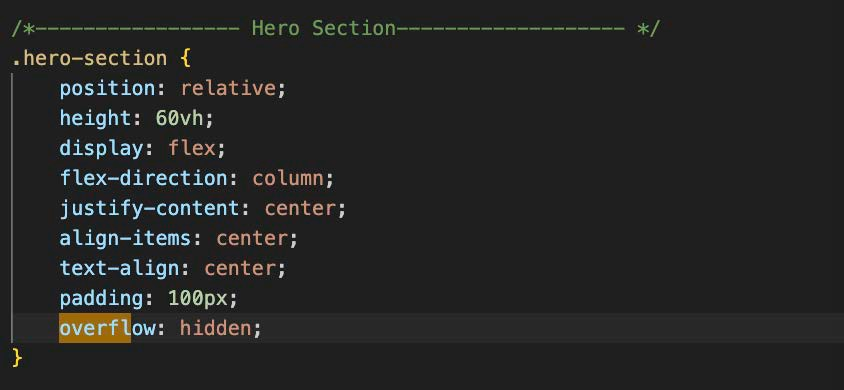 /*----------------- Hero Section------------------- */
.hero-section {
    position: relative;
    height: 60vh;
    display: flex;
    flex-direction: column;
    justify-content: center;
    align-items: center;
    text-align: center;
    padding: 100px;
    overflow: hidden;
}